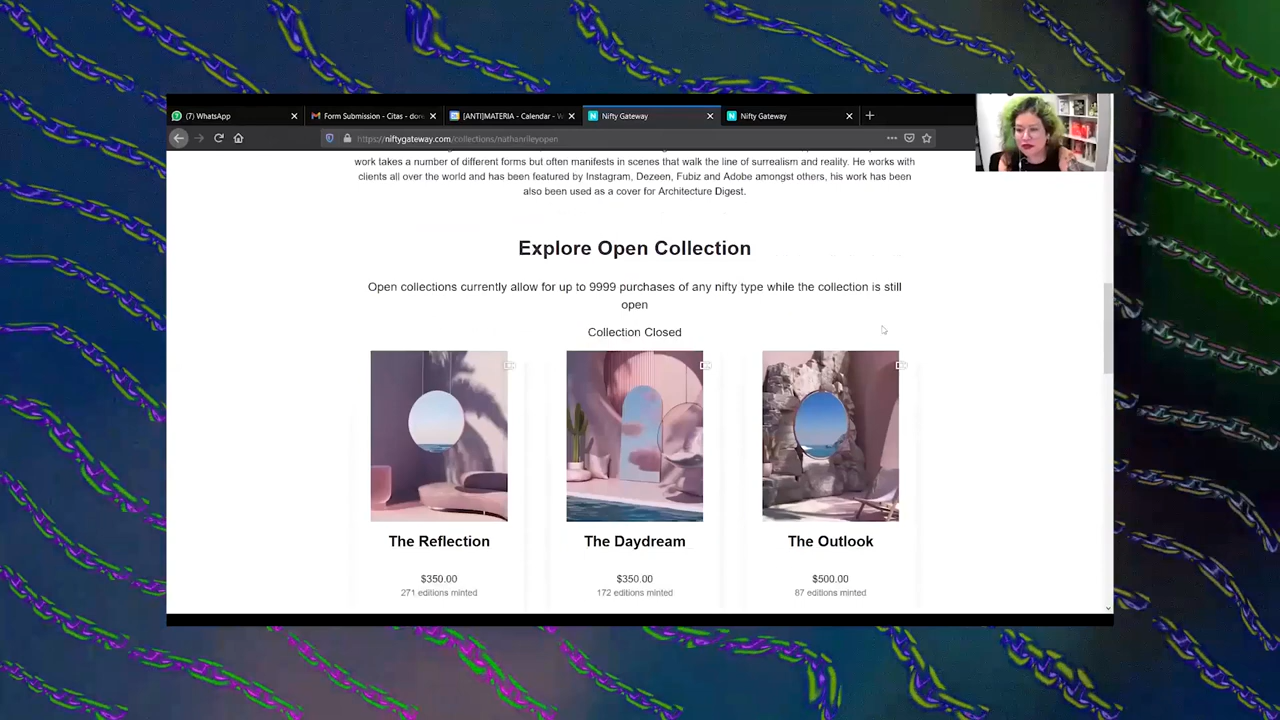 (7) WhatsApp
Form Submission - Citas - do
[ANTI]MATERIA - Calendar - W
Nifty Gateway
Nifty Gateway
https://niftygateway.com/collections/nathanrileyopen
work takes a number of different forms but often manifests in scenes that walk the line of surrealism and reality. He works with
clients all over the world and has been featured by Instagram, Dezeen, Fubiz and Adobe amongst others, his work has been
also been used as a cover for Architecture Digest.
Explore Open Collection
Open collections currently allow for up to 9999 purchases of any nifty type while the collection is still
open
Collection Closed
The Reflection
The Daydream
The Outlook
$350.00
$350.00
$500.00
271 editions minted
172 editions minted
87 editions minted